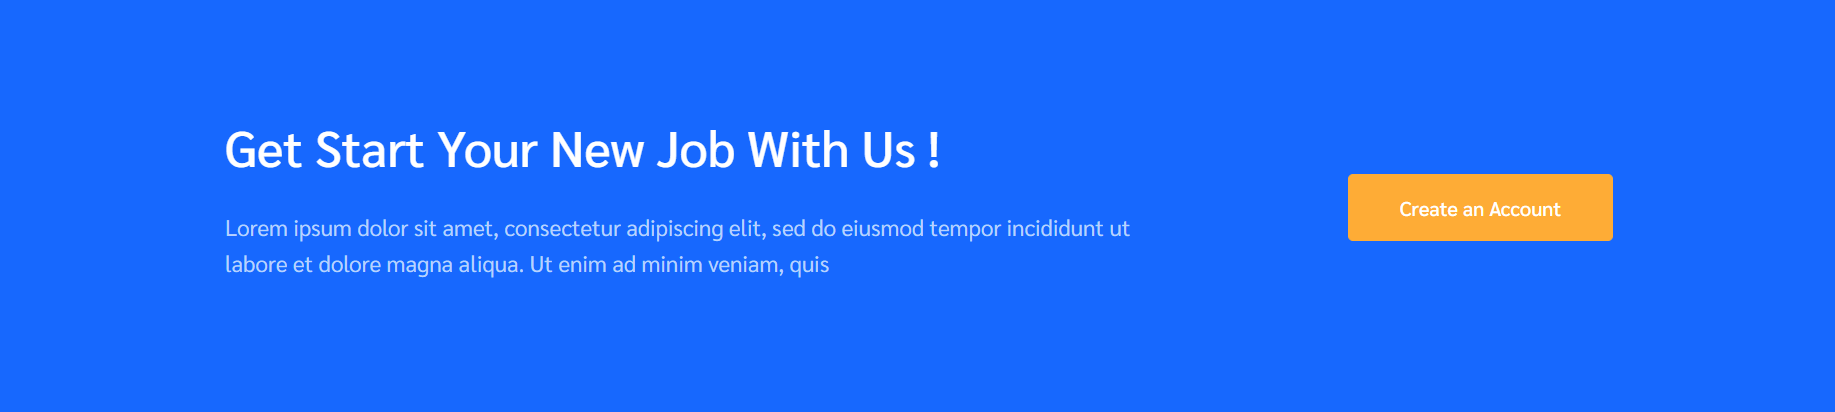 Get Start Your New Job With Us !
Lorem ipsum dolor sit amet, consectetur adipiscing elit, sed do eiusmod tempor incididunt ut
labore et dolore magna aliqua. Ut enim ad minim veniam, quis
Create an Account